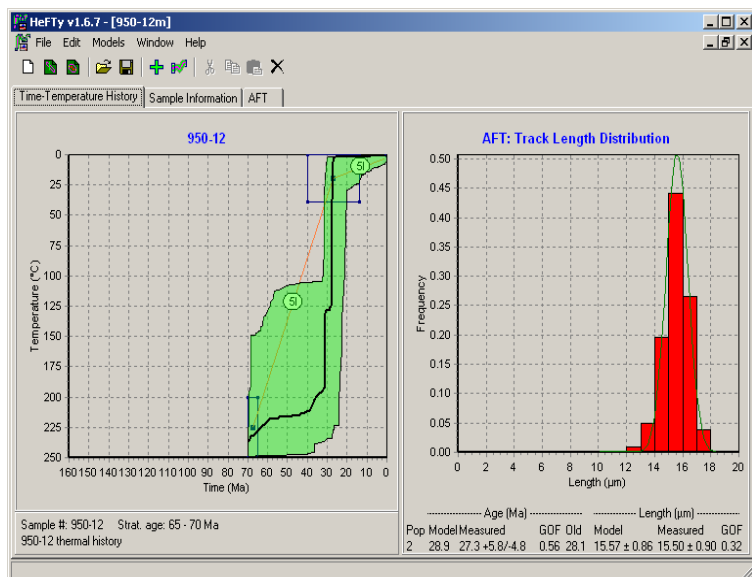 HeFTy v1.6.7 - [950-12m]
File Edit Models Window Help
Time-Temperature History Sample Information AFT
950-12
0
25
50
75
100
125
150
175
200
225
250
Temperature (°C)
5I
5I
160 150 140 130 120 110 100 90 80 70 60 50 40 30 20 10 0
Time (Ma)
Sample #: 950-12 Strat. age: 65 - 70 Ma
950-12 thermal history
AFT: Track Length Distribution
0.50
0.45
0.40
0.35
0.30
0.25
0.20
0.15
0.10
0.05
0.00
Frequency
0 2 4 6 8 10 12 14 16 18 20
Length (µm)
---------- Age (Ma) ---------- ---------- Length (µm) ----------
Pop Model Measured GOF Old Model Measured GOF
2 28.9 27.3 +5.8/-4.8 0.56 28.1 15.57 ± 0.86 15.50 ± 0.90 0.32